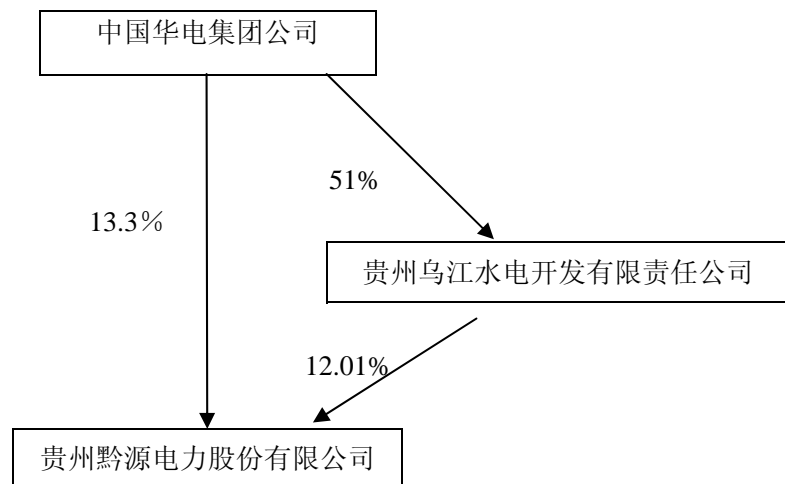 中国华电集团公司
51%
13.3％
贵州乌江水电开发有限责任公司
12.01%
贵州黔源电力股份有限公司